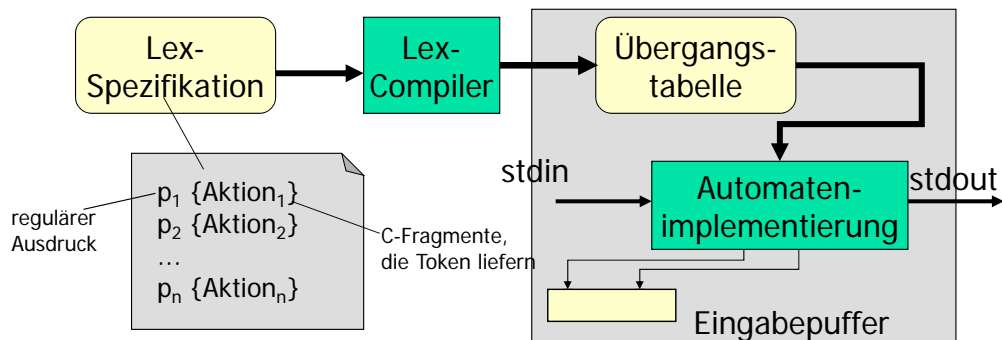 Lex-
Spezifikation
Lex-
Compiler
Übergangs-
tabelle
stdin
Automaten-
implementierung
stdout
regulärer
Ausdruck
p₁ {Aktion₁}
p₂ {Aktion₂}
...
pₙ {Aktionₙ}
C-Fragmente,
die Token liefern
Eingabepuffer